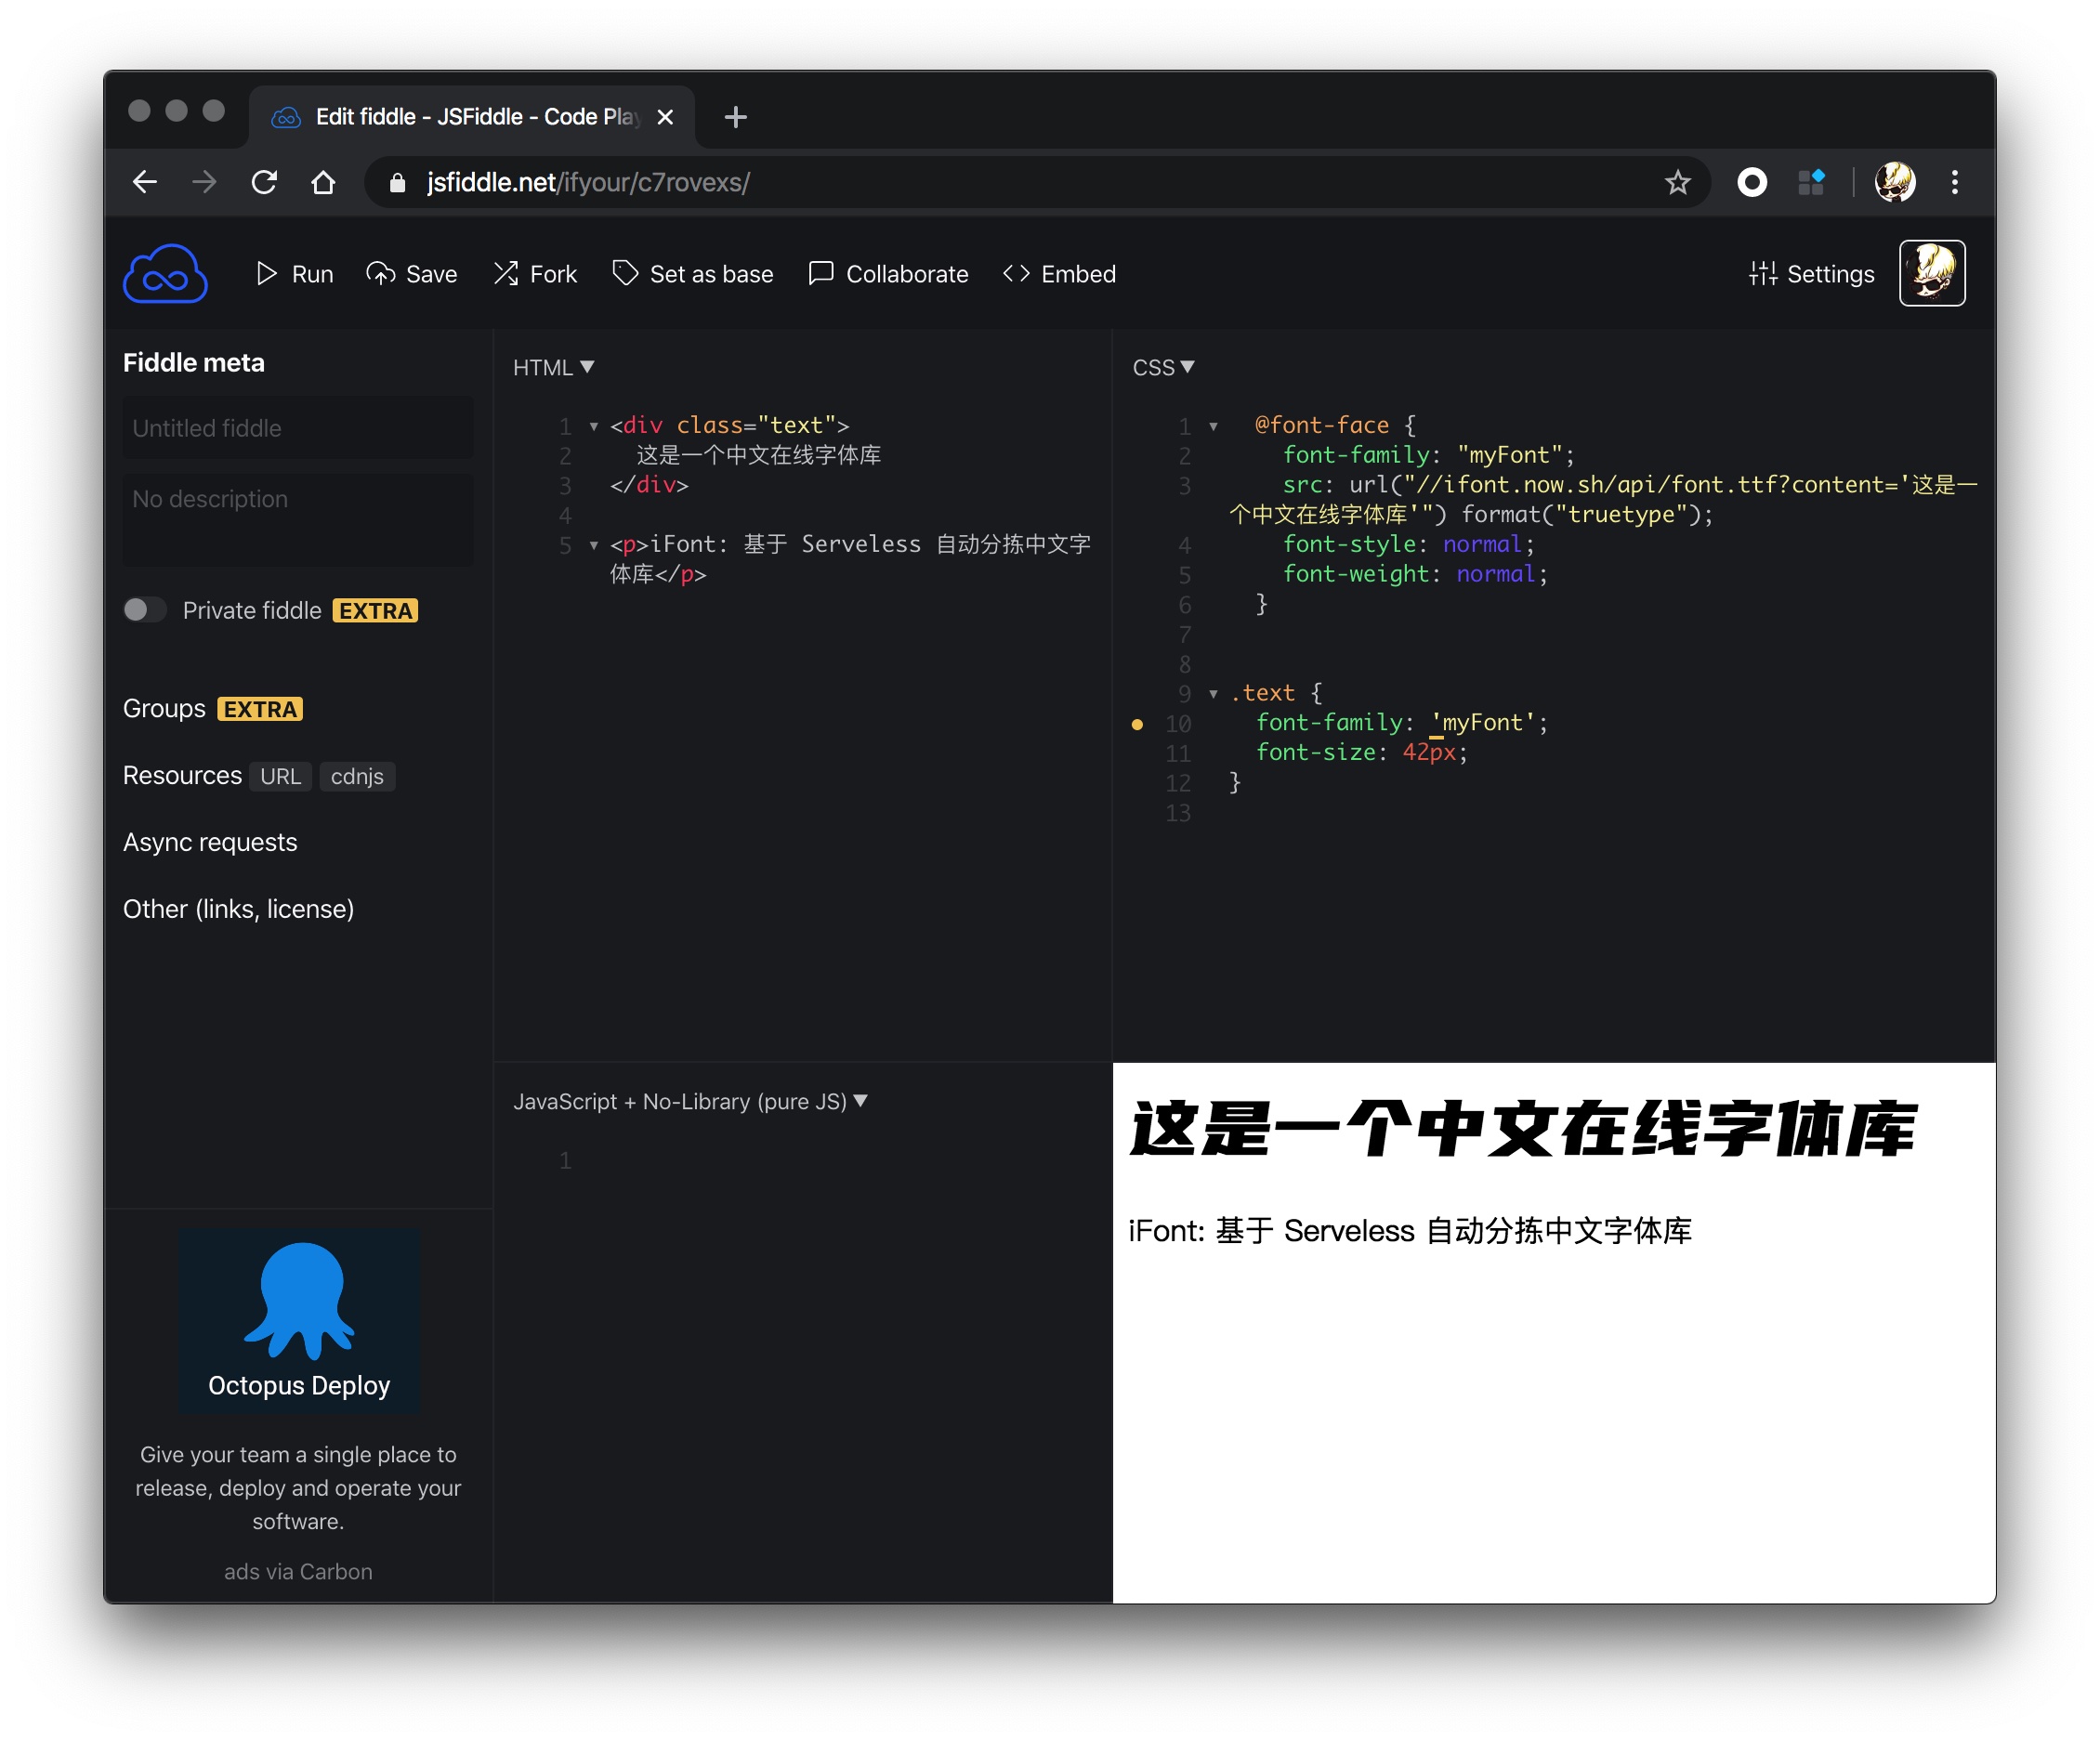 Edit fiddle - JSFiddle - Code Play
jsfiddle.net/ifyour/c7rovexs/
Run Save Fork Set as base Collaborate Embed Settings
Fiddle meta
Untitled fiddle
No description
Private fiddle EXTRA
Groups EXTRA
Resources URL cdnjs
Async requests
Other (links, license)
Octopus Deploy
Give your team a single place to
release, deploy and operate your
software.
ads via Carbon
HTML ▼
1 <div class="text">
2 这是一个中文在线字体库
3 </div>
4
5 <p>iFont: 基于 Serveless 自动分拣中文字
体库</p>
CSS ▼
1 @font-face {
2 font-family: "myFont";
3 src: url("//ifont.now.sh/api/font.ttf?content='这是一
个中文在线字体库'") format("truetype");
4 font-style: normal;
5 font-weight: normal;
6 }
7
8
9 .text {
10 font-family: 'myFont';
11 font-size: 42px;
12 }
13
JavaScript + No-Library (pure JS) ▼
1
这是一个中文在线字体库
iFont: 基于 Serveless 自动分拣中文字体库